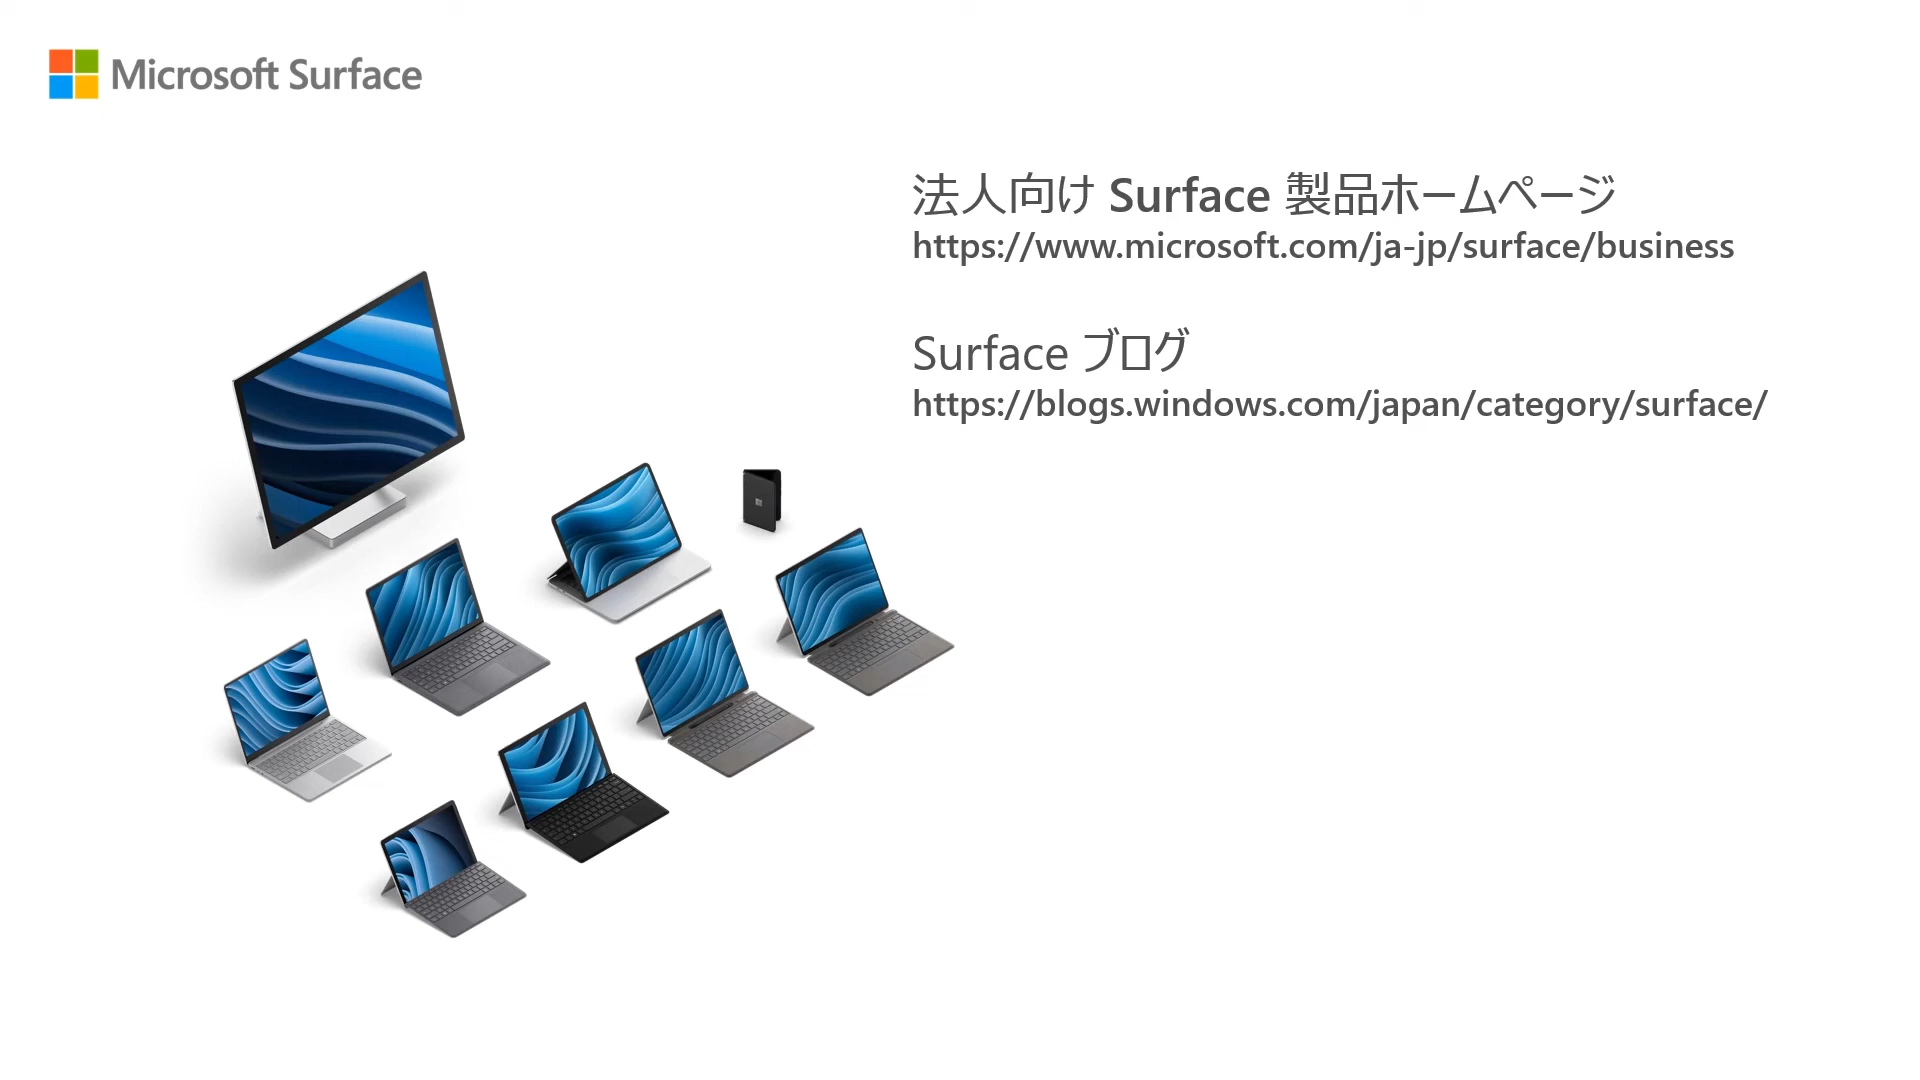 Microsoft Surface
法人向け Surface 製品ホームページ
https://www.microsoft.com/ja-jp/surface/business
Surface ブログ
https://blogs.windows.com/japan/category/surface/